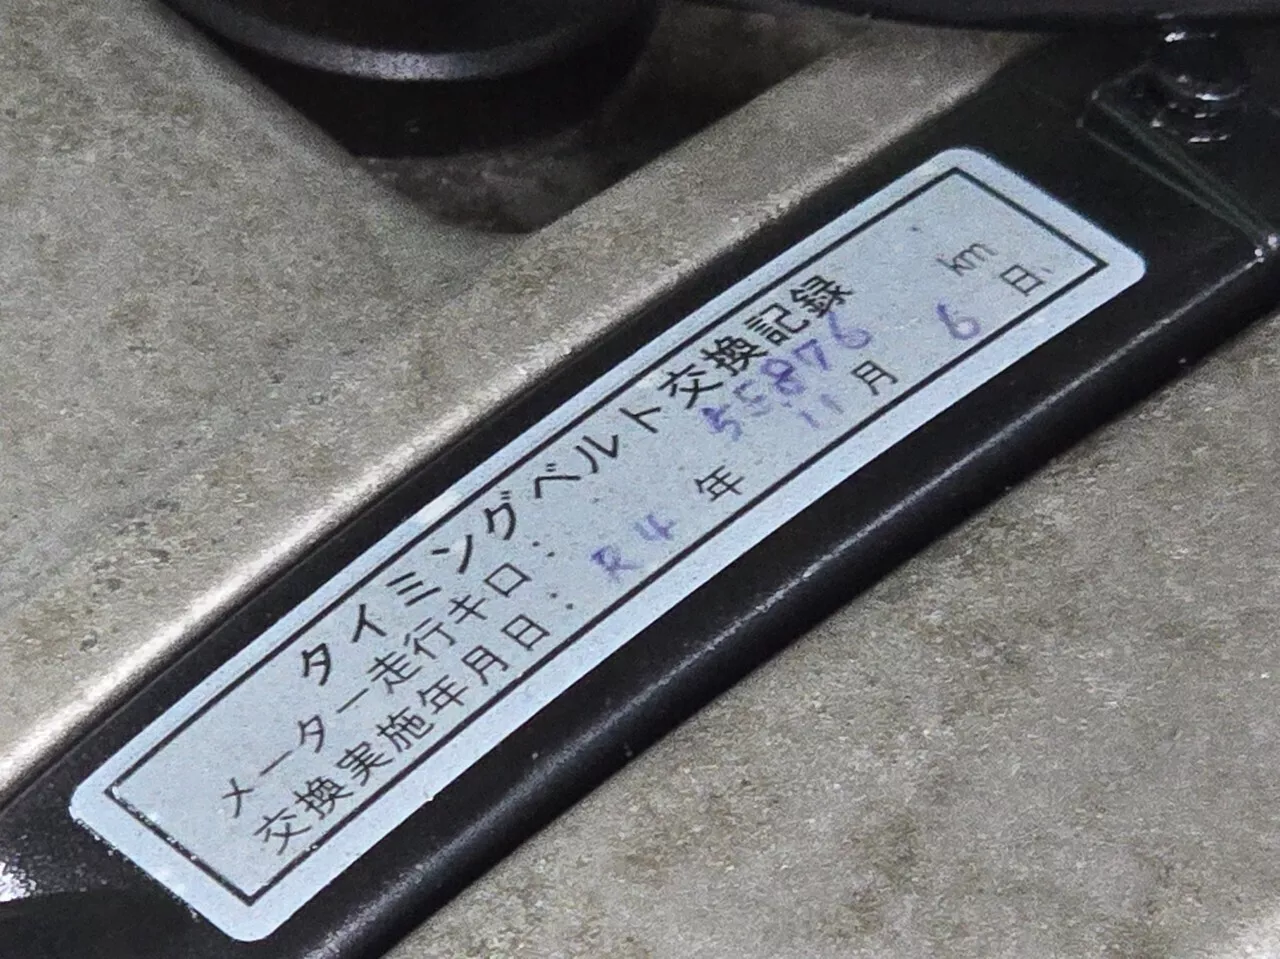 タイミングベルト交換記録
メーター走行キロ: 55876 km
交換実施年月日: R4 年 11 月 6 日